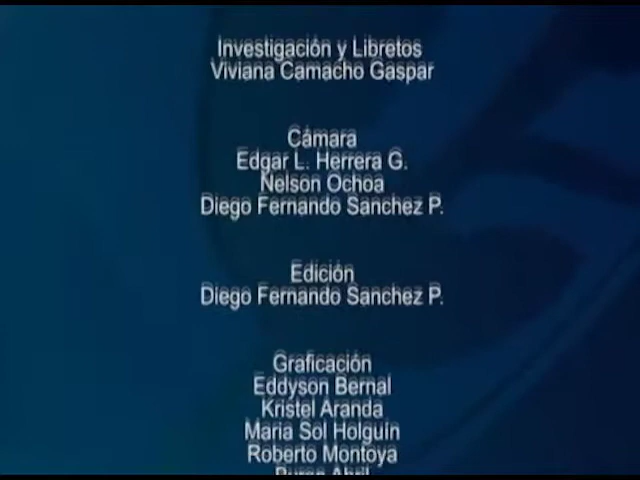 Investigación y Libretos
Viviana Camacho Gaspar
Cámara
Edgar L. Herrera G.
Nelson Ochoa
Diego Fernando Sanchez P.
Edición
Diego Fernando Sanchez P.
Graficación
Eddyson Bernal
Kristel Aranda
Maria Sol Holguin
Roberto Montoya